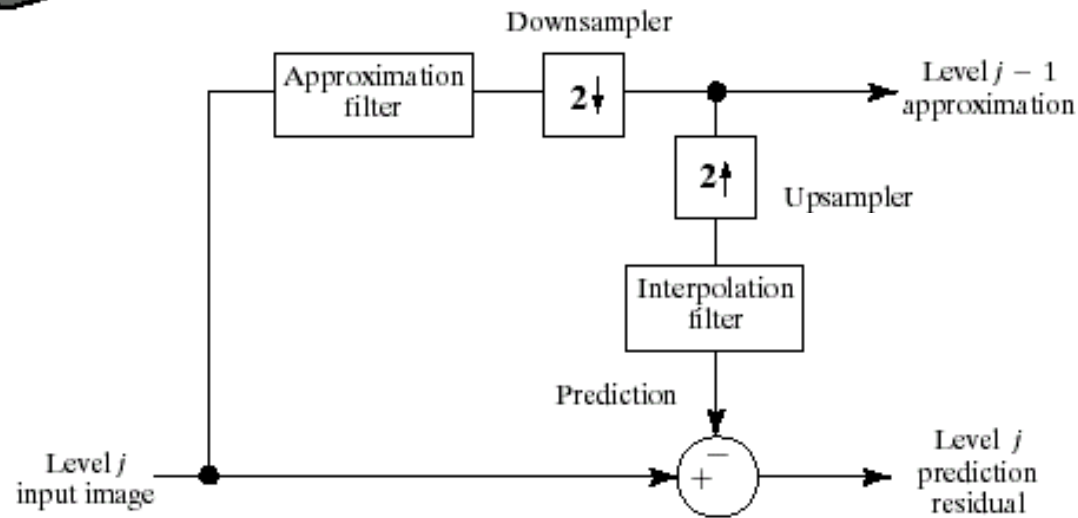 Downsampler
Approximation
filter
2↓
Level j − 1
approximation
2↑
Upsampler
Interpolation
filter
Prediction
Level j
input image
+
−
Level j
prediction
residual